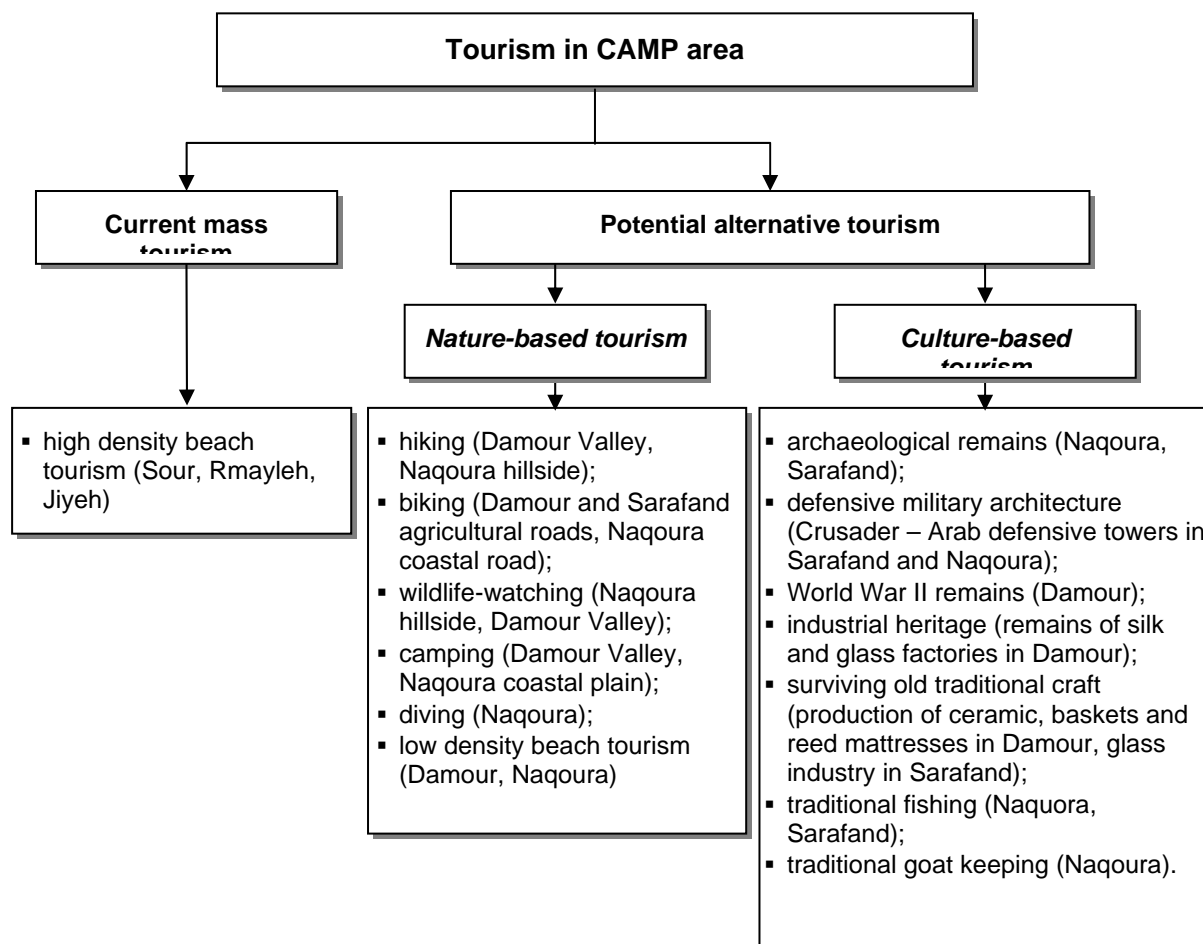 Tourism in CAMP area
Current mass
tourism
Potential alternative tourism
Nature-based tourism
Culture-based
tourism
▪ high density beach
tourism (Sour, Rmayleh,
Jiyeh)
▪ hiking (Damour Valley,
Naqoura hillside);
▪ biking (Damour and Sarafand
agricultural roads, Naqoura
coastal road);
▪ wildlife-watching (Naqoura
hillside, Damour Valley);
▪ camping (Damour Valley,
Naqoura coastal plain);
▪ diving (Naqoura);
▪ low density beach tourism
(Damour, Naqoura)
▪ archaeological remains (Naqoura,
Sarafand);
▪ defensive military architecture
(Crusader – Arab defensive towers in
Sarafand and Naqoura);
▪ World War II remains (Damour);
▪ industrial heritage (remains of silk
and glass factories in Damour);
▪ surviving old traditional craft
(production of ceramic, baskets and
reed mattresses in Damour, glass
industry in Sarafand);
▪ traditional fishing (Naquora,
Sarafand);
▪ traditional goat keeping (Naqoura).